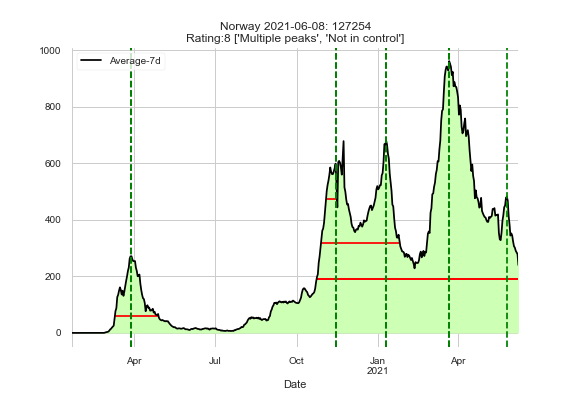 Norway 2021-06-08: 127254
Rating:8 ['Multiple peaks', 'Not in control']
Average-7d
1000
800
600
400
200
0
Apr
Jul
Oct
Jan
2021
Apr
Date